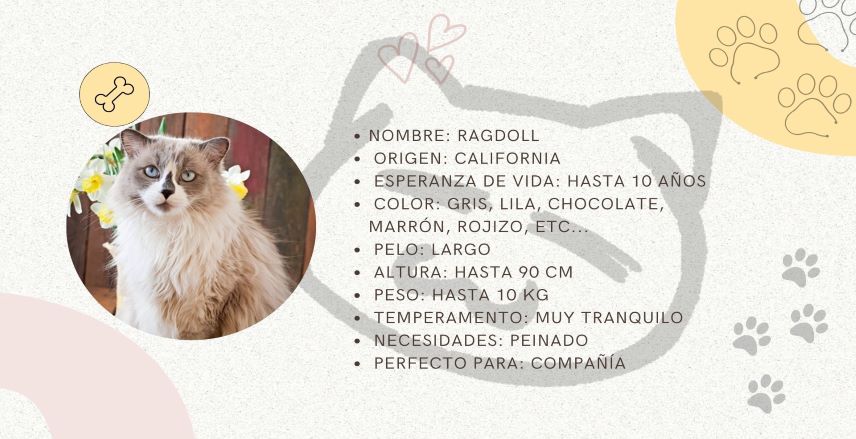 • NOMBRE: RAGDOLL
• ORIGEN: CALIFORNIA
• ESPERANZA DE VIDA: HASTA 10 AÑOS
• COLOR: GRIS, LILA, CHOCOLATE,
MARRÓN, ROJIZO, ETC...
• PELO: LARGO
• ALTURA: HASTA 90 CM
• PESO: HASTA 10 KG
• TEMPERAMENTO: MUY TRANQUILO
• NECESIDADES: PEINADO
• PERFECTO PARA: COMPAÑÍA